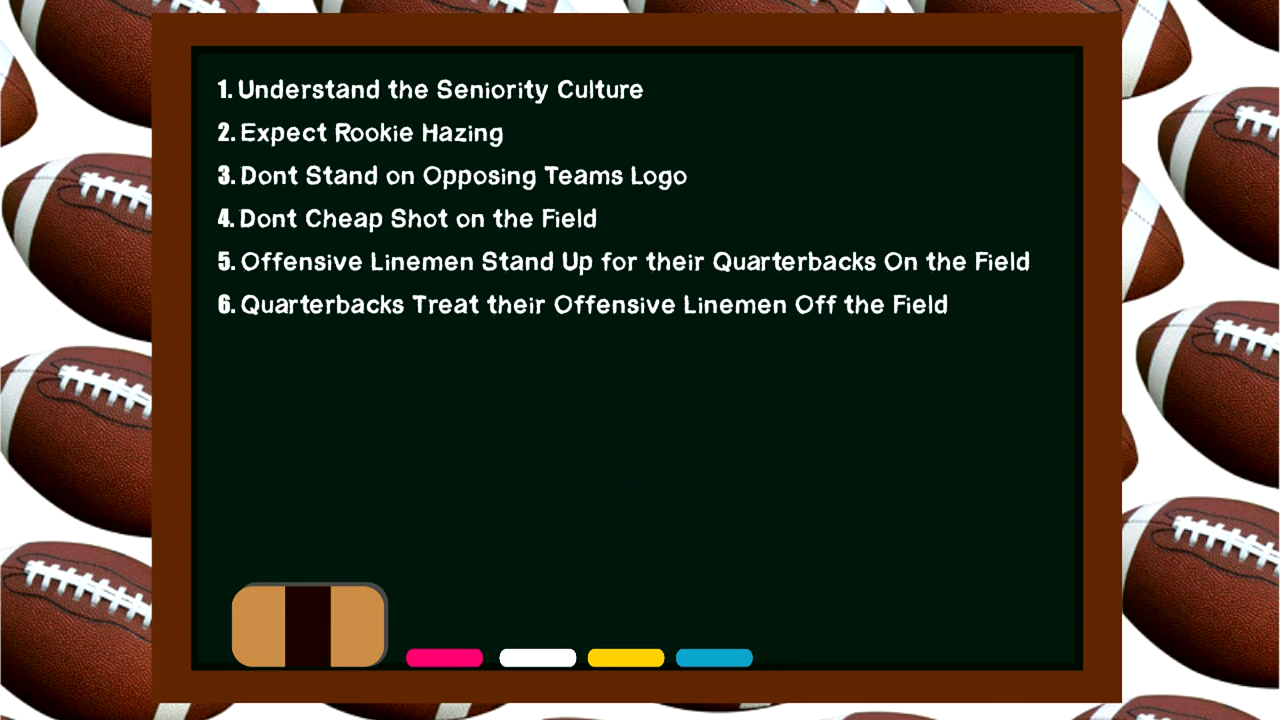 1. Understand the Seniority Culture
2. Expect Rookie Hazing
3. Dont Stand on Opposing Teams Logo
4. Dont Cheap Shot on the Field
5. Offensive Linemen Stand Up for their Quarterbacks On the Field
6. Quarterbacks Treat their Offensive Linemen Off the Field